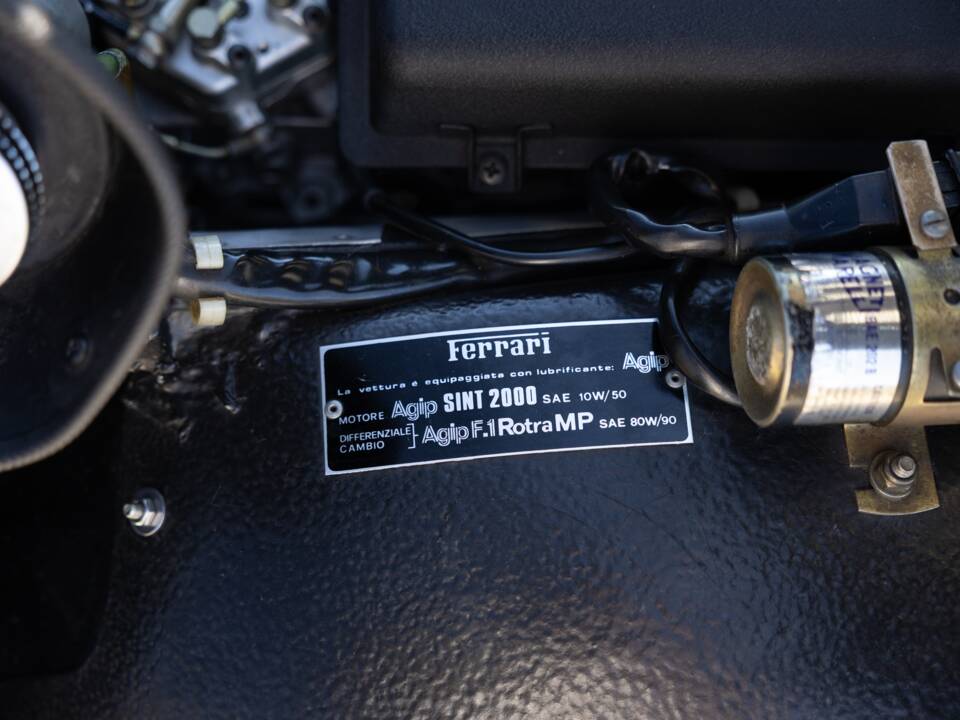 Ferrari
La vettura é equipaggiata con lubrificante: Agip
MOTORE Agip SINT 2000 SAE 10W/50
DIFFERENZIALE
CAMBIO
Agip F.1 Rotra MP SAE 80W/90